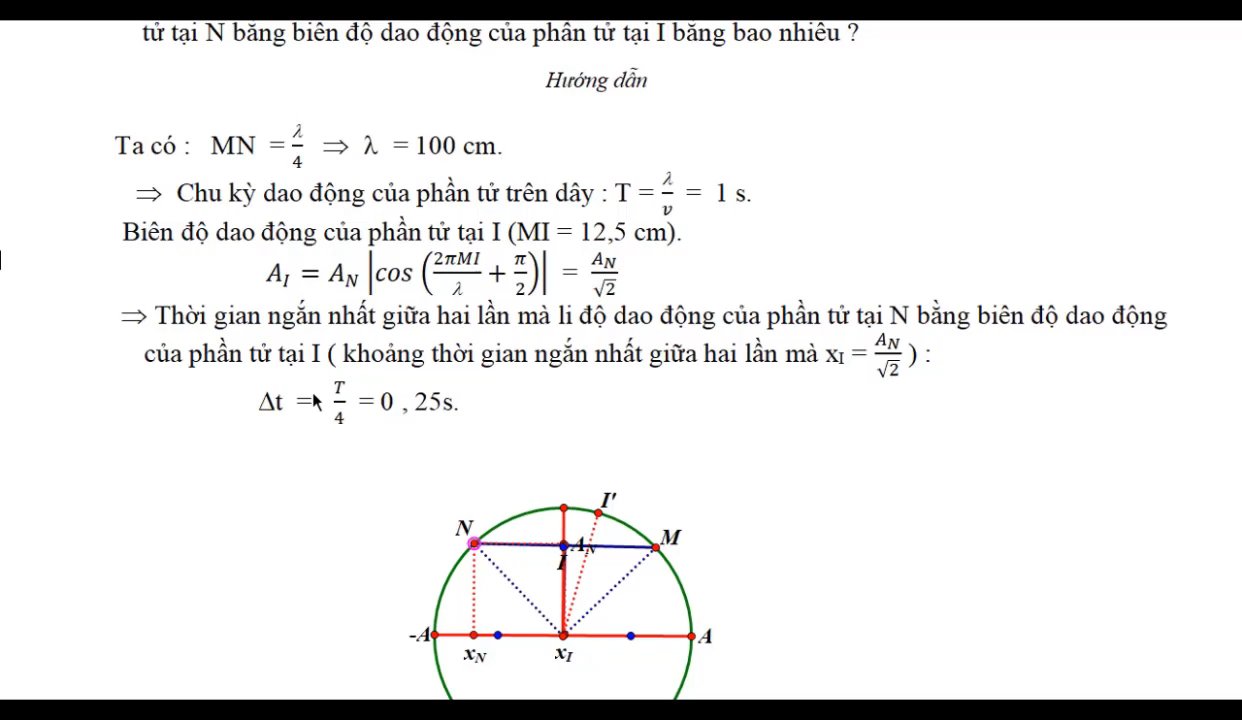 tử tại N bằng biên độ dao động của phần tử tại I bằng bao nhiêu ?
Hướng dẫn
Ta có : MN = λ/4 ⟹ λ = 100 cm.
⟹ Chu kỳ dao động của phần tử trên dây : T = λ/v = 1 s.
Biên độ dao động của phần tử tại I (MI = 12,5 cm).
A_I = A_N |cos (2πMI/λ + π/2)| = A_N/√2
⟹ Thời gian ngắn nhất giữa hai lần mà li độ dao động của phần tử tại N bằng biên độ dao động
của phần tử tại I ( khoảng thời gian ngắn nhất giữa hai lần mà x_I = A_N/√2 ) :
Δt = T/4 = 0 , 25s.
I'
N
M
A_N
I
-A
A
x_N
x_I